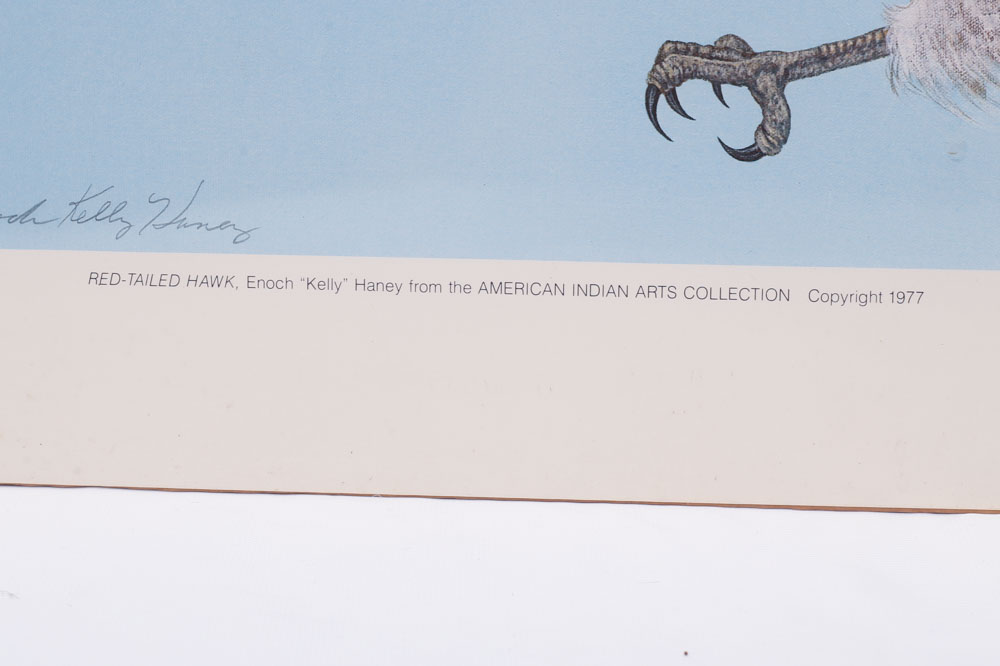 Kelly Haney
RED-TAILED HAWK, Enoch "Kelly" Haney from the AMERICAN INDIAN ARTS COLLECTION Copyright 1977